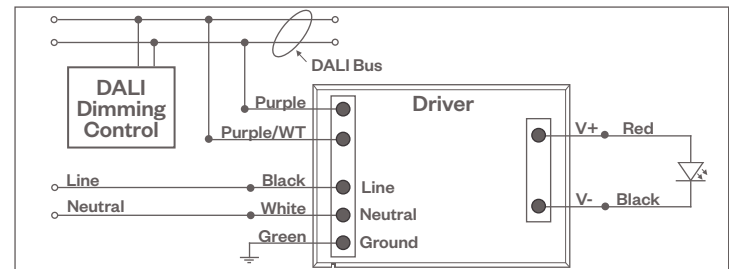 DALI Bus
DALI
Dimming
Control
Driver
Purple
Purple/WT
V+ Red
Line Black Line
Neutral White Neutral
V- Black
Green Ground